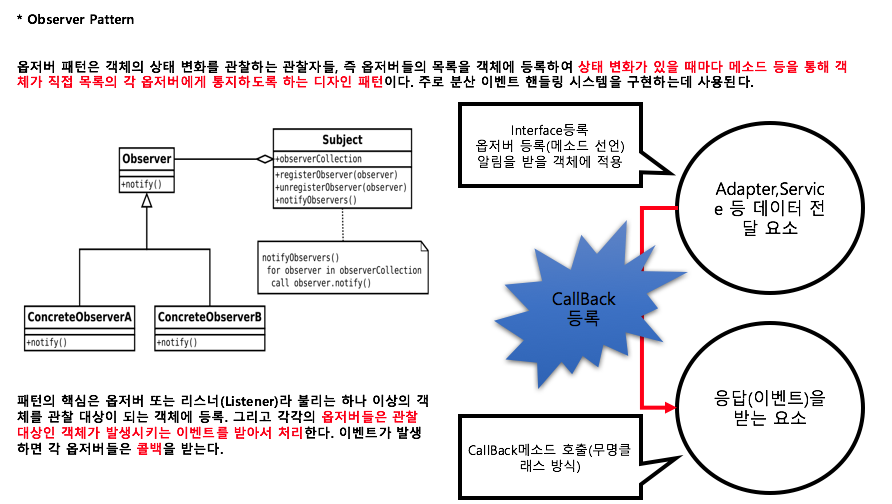 * Observer Pattern
옵저버 패턴은 객체의 상태 변화를 관찰하는 관찰자들, 즉 옵저버들의 목록을 객체에 등록하여 상태 변화가 있을 때마다 메소드 등을 통해 객
체가 직접 목록의 각 옵저버에게 통지하도록 하는 디자인 패턴이다. 주로 분산 이벤트 핸들링 시스템을 구현하는데 사용된다.
Observer
+notify()
Subject
+observerCollection
+registerObserver(observer)
+unregisterObserver(observer)
+notifyObservers()
notifyObservers()
for observer in observerCollection
call observer.notify()
ConcreteObserverA
+notify()
ConcreteObserverB
+notify()
Interface등록
옵저버 등록(메소드 선언)
알림을 받을 객체에 적용
Adapter,Servic
e 등 데이터 전
달 요소
CallBack
등록
응답(이벤트)을
받는 요소
CallBack메소드 호출(무명클
래스 방식)
패턴의 핵심은 옵저버 또는 리스너(Listener)라 불리는 하나 이상의 객
체를 관찰 대상이 되는 객체에 등록. 그리고 각각의 옵저버들은 관찰
대상인 객체가 발생시키는 이벤트를 받아서 처리한다. 이벤트가 발생
하면 각 옵저버들은 콜백을 받는다.